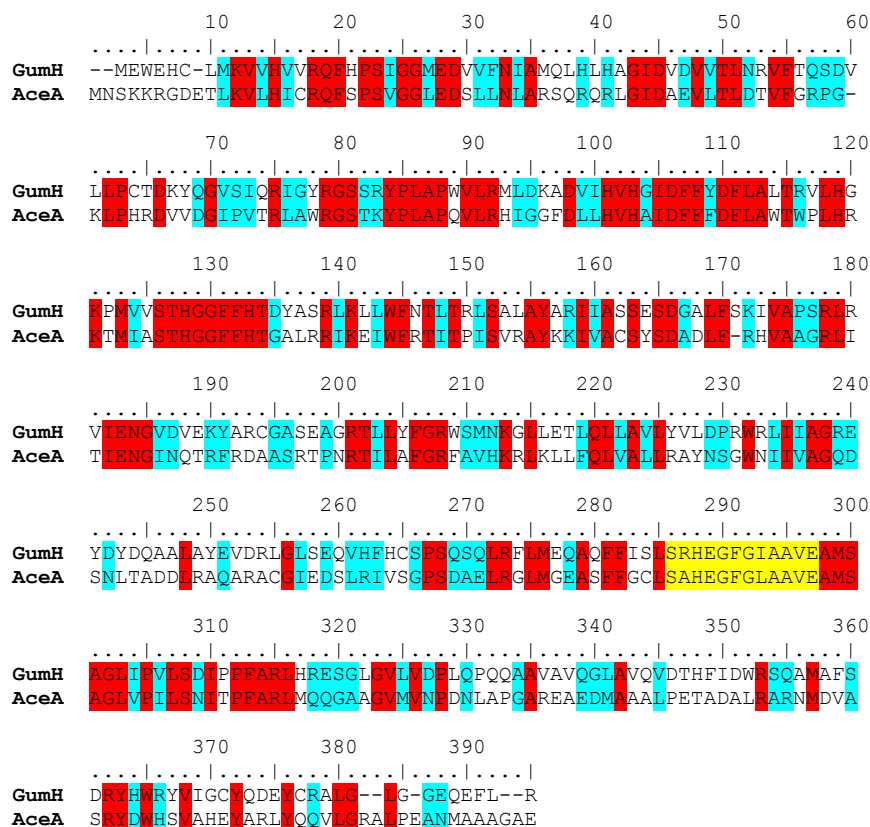 10 20 30 40 50 60
....|....|....|....|....|....|....|....|....|....|....|....|
GumH --MEWEHC-LMKVVHVVRQFHPSIGGMEDVVFNIAMQLHLHAGIDVDVVTLNRVFTQSDV
AceA MNSKKRGDETLKVLHICRQFSPSVGGLEDSLLNLARSQRQRLGIDAEVLTLDTVFGRPG-
70 80 90 100 110 120
....|....|....|....|....|....|....|....|....|....|....|....|
GumH LLPCTDKYQGVSIQRIGYRGSSRYPLAPWVLRMLDKADVIHVHGIDFFYDFLALTRVLHG
AceA KLPHRDVVDGIPVTRLAWRGSTKYPLAPQVLRHIGGFDLLHVHAIDFFFDFLAWTWPLHR
130 140 150 160 170 180
....|....|....|....|....|....|....|....|....|....|....|....|
GumH KPMVVSTHGGFFHTDYASRLKLLWFNTLTRLSALAYARIIASSESDGALFSKIVAPSRLR
AceA KTMIASTHGGFFHTGALRRIKEIWFRTITPISVRAYKKIVACSYSDADLF-RHVAAGRLI
190 200 210 220 230 240
....|....|....|....|....|....|....|....|....|....|....|....|
GumH VIENGVDVEKYARCGASEAGRTLLYFGRWSMNKGLLETLQLLAVLYVLDPRWRLIIAGRE
AceA TIENGINQTRFRDAASRTPNRTILAFGRFAVHKRLKLLFQLVALLRAYNSGWNIIVAGQD
250 260 270 280 290 300
....|....|....|....|....|....|....|....|....|....|....|....|
GumH YDYDQAALAYEVDRLGLSEQVHFHCSPSQSQLRFLMEQAQFFISLSRHEGFGIAAVEAMS
AceA SNLTADDLRAQARACGIEDSLRIVSGPSDAELRGLMGEASFFGCLSAHEGFGLAAVEAMS
310 320 330 340 350 360
....|....|....|....|....|....|....|....|....|....|....|....|
GumH AGLIPVLSDIPPFARLHRESGLGVLVDPLQPQQAAVAVQGLAVQVDTHFIDWRSQAMAFS
AceA AGLVPILSNITPFARLMQQGAAGVMVNPDNLAPGAREAEDMAAALPETADALRARNMDVA
370 380 390
....|....|....|....|....|....|....|
GumH DRYHWRYVIGCYQDEYCRALG--LG-GEQEFL--R
AceA SRYDWHSVAHEYARLYQQVLGRALPEANMAAAGAE